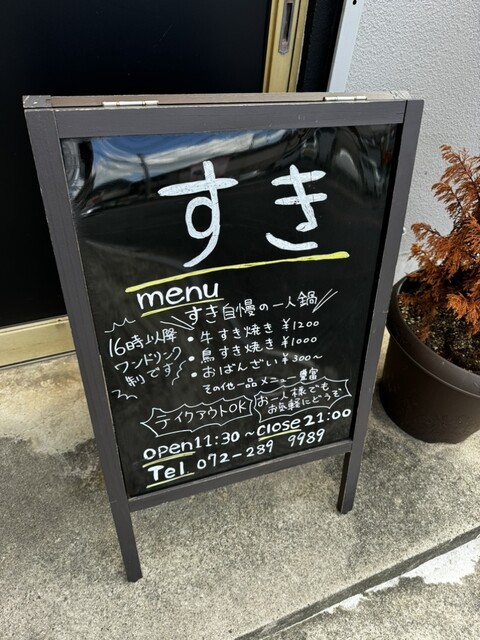 すき
menu
すき自慢の一人鍋
16時以降
ワンドリンク
制です
・牛すき焼き ¥1200
・鳥すき焼き ¥1000
・おばんざい ¥300〜
その他一品メニュー豊富
テイクアウトOK
お一人様でも
お気軽にどうぞ
open 11:30 〜 close 21:00
Tel 072-289 9989